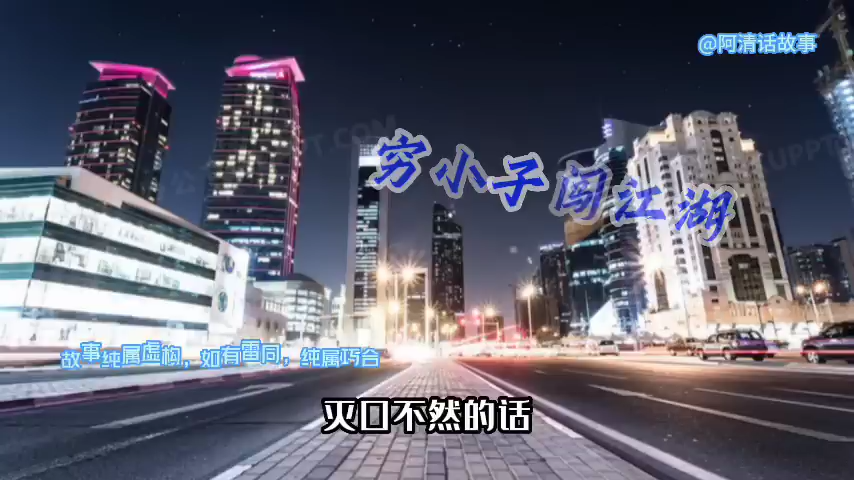 @阿清话故事
穷小子闯江湖
故事纯属虚构，如有雷同，纯属巧合
灭口不然的话